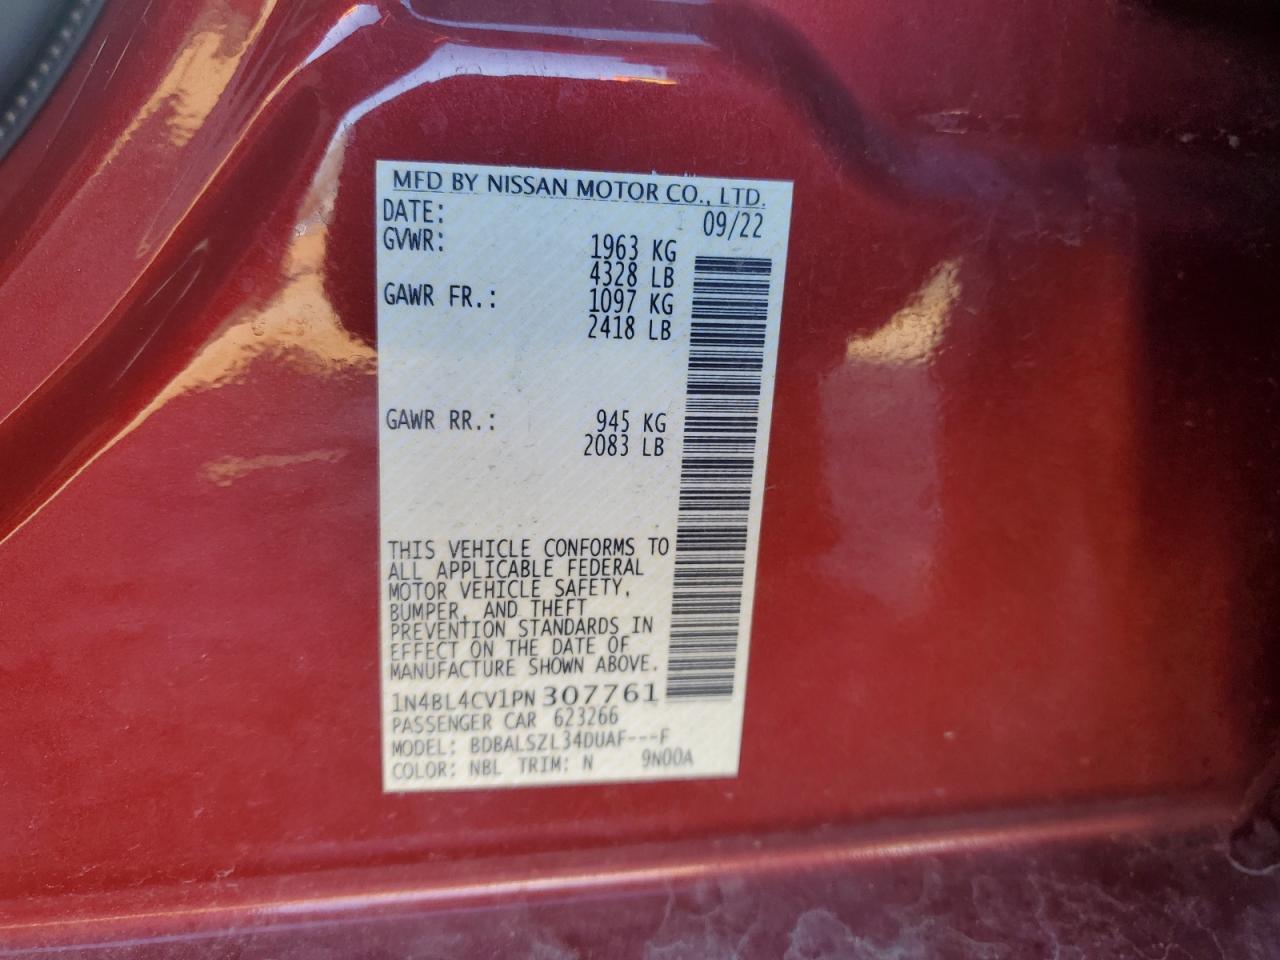 MFD BY NISSAN MOTOR CO., LTD.
DATE: 09/22
GVWR: 1963 KG
4328 LB
GAWR FR.: 1097 KG
2418 LB
GAWR RR.: 945 KG
2083 LB
THIS VEHICLE CONFORMS TO
ALL APPLICABLE FEDERAL
MOTOR VEHICLE SAFETY,
BUMPER, AND THEFT
PREVENTION STANDARDS IN
EFFECT ON THE DATE OF
MANUFACTURE SHOWN ABOVE.
1N4BL4CV1PN307761
PASSENGER CAR 623266
MODEL: BDBALSZL34DUAF---F
COLOR: NBL TRIM: N 9N00A